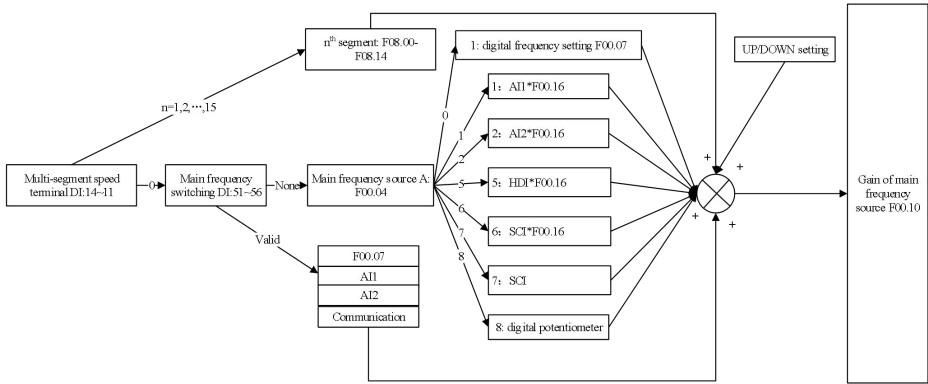 nth segment: F08.00-
F08.14
1: digital frequency setting F00.07
UP/DOWN setting
1: AI1*F00.16
n=1,2,⋯,15
0
1
2: AI2*F00.16
2
Multi-segment speed
terminal DI:14~11
0
Main frequency
switching DI:51~56
None
Main frequency source A:
F00.04
5
5: HDI*F00.16
+
+
+
+
Gain of main
frequency
source F00.10
6
6: SCI*F00.16
7
Valid
8
F00.07
AI1
AI2
Communication
7: SCI
8: digital potentiometer